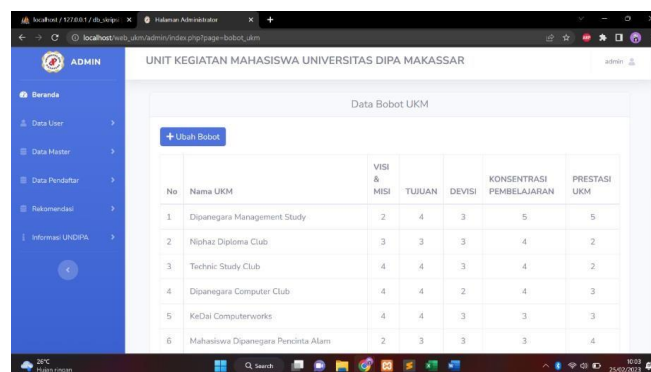 localhost / 127.0.0.1 / db_skripsi
Halaman Administrator
localhost/web_ukm/admin/index.php?page=bobot_ukm
ADMIN
UNIT KEGIATAN MAHASISWA UNIVERSITAS DIPA MAKASSAR
admin
Beranda
Data User
Data Master
Data Pendaftar
Rekomendasi
Informasi UNDIPA
Data Bobot UKM
+ Ubah Bobot
No Nama UKM VISI & MISI TUJUAN DEVISI KONSENTRASI PEMBELAJARAN PRESTASI UKM
1 Dipanegara Management Study 2 4 3 5 5
2 Niphaz Diploma Club 3 3 3 4 2
3 Technic Study Club 4 4 3 4 2
4 Dipanegara Computer Club 4 4 2 4 3
5 KeDai Computerworks 4 4 3 3 3
6 Mahasiswa Dipanegara Pencinta Alam 2 3 3 3 4
26°C
Hujan ringan
Search
10:03
25/02/2023